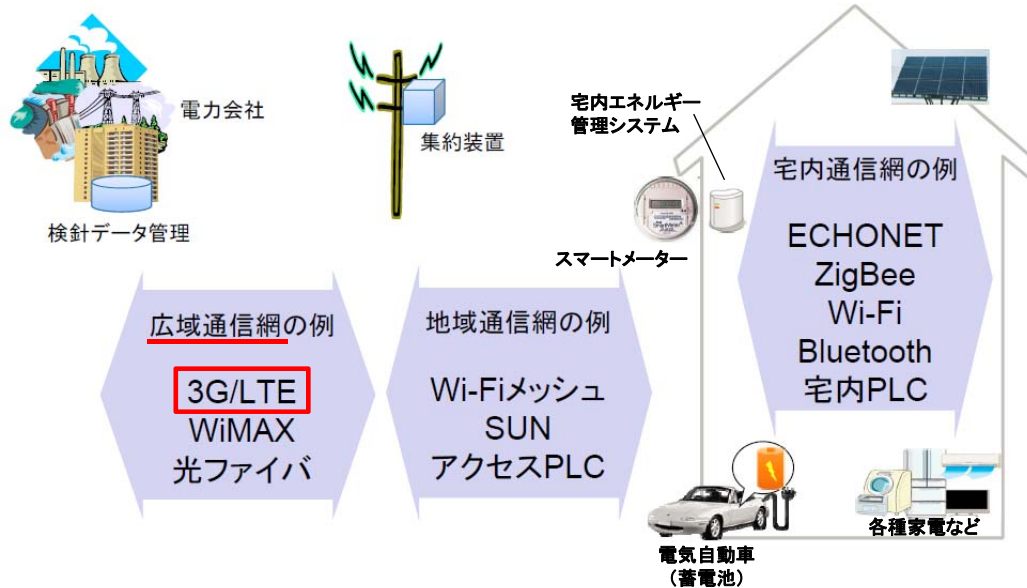 電力会社
検針データ管理
集約装置
宅内エネルギー
管理システム
スマートメーター
広域通信網の例
3G/LTE
WiMAX
光ファイバ
地域通信網の例
Wi-Fiメッシュ
SUN
アクセスPLC
宅内通信網の例
ECHONET
ZigBee
Wi-Fi
Bluetooth
宅内PLC
電気自動車
（蓄電池）
各種家電など